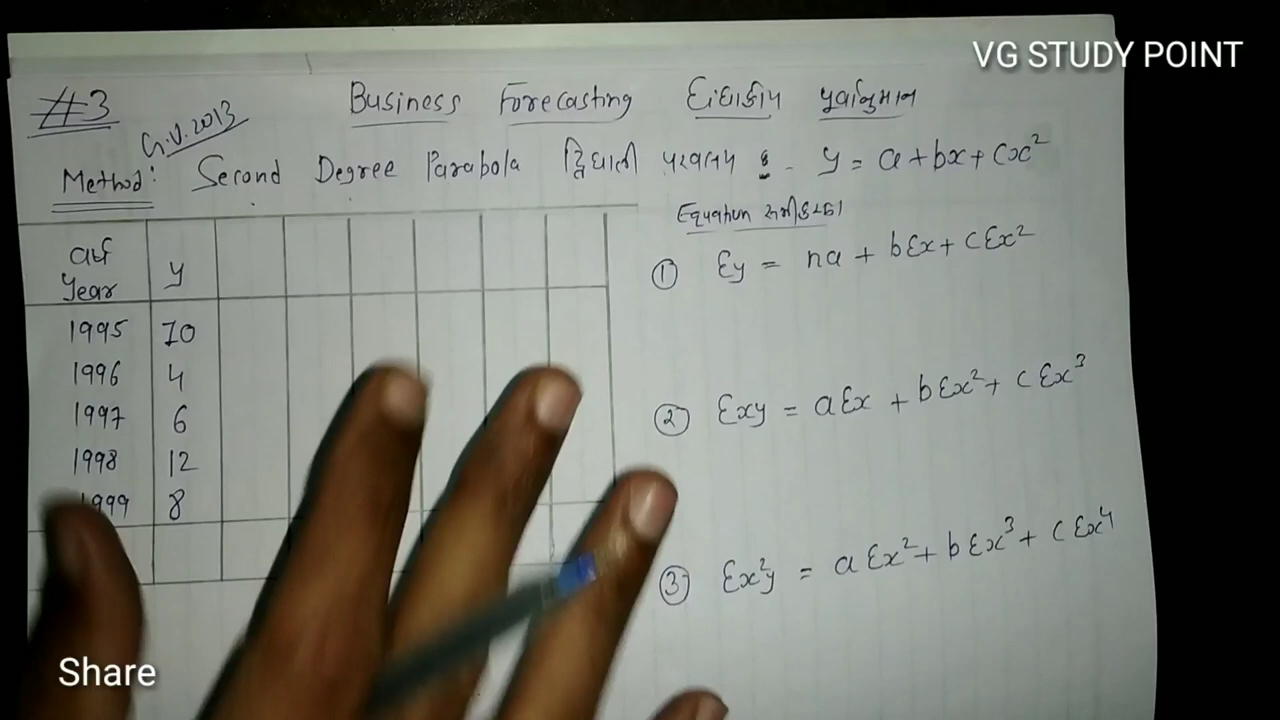 VG STUDY POINT
#3 Business Forecasting ધંધાકીય પૂર્વાનુમાન
G.U. 2013
Method: Second Degree Parabola દ્વિઘાતી પરવલય :- y = a + bx + cx²
Equation સમીકરણ
વર્ષ Year y
① Σy = na + bΣx + cΣx²
1995 10
1996 4
② Σxy = aΣx + bΣx² + cΣx³
1997 6
1998 12
1999 8
③ Σx²y = aΣx² + bΣx³ + cΣx⁴
Share